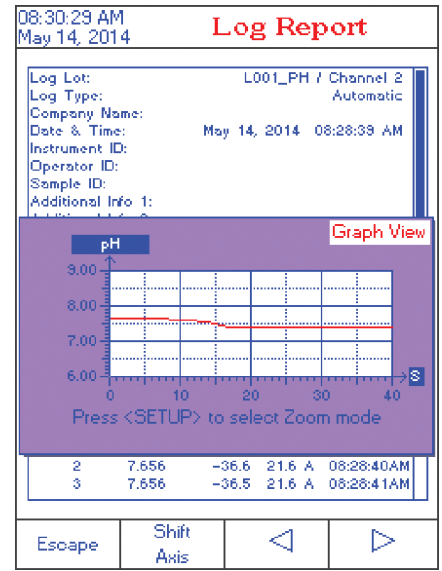 08:30:29 AM
May 14, 2014
Log Report
Log Lot: L001_PH / Channel 2
Log Type: Automatic
Company Name:
Date & Time: May 14, 2014 08:28:39 AM
Instrument ID:
Operator ID:
Sample ID:
Additional Info 1:
Graph View
pH
9.00
8.00
7.00
6.00
0 10 20 30 40
S
Press <SETUP> to select Zoom mode
2 7.656 -36.6 21.6 A 08:28:40AM
3 7.656 -36.5 21.6 A 08:28:41AM
Escape
Shift
Axis